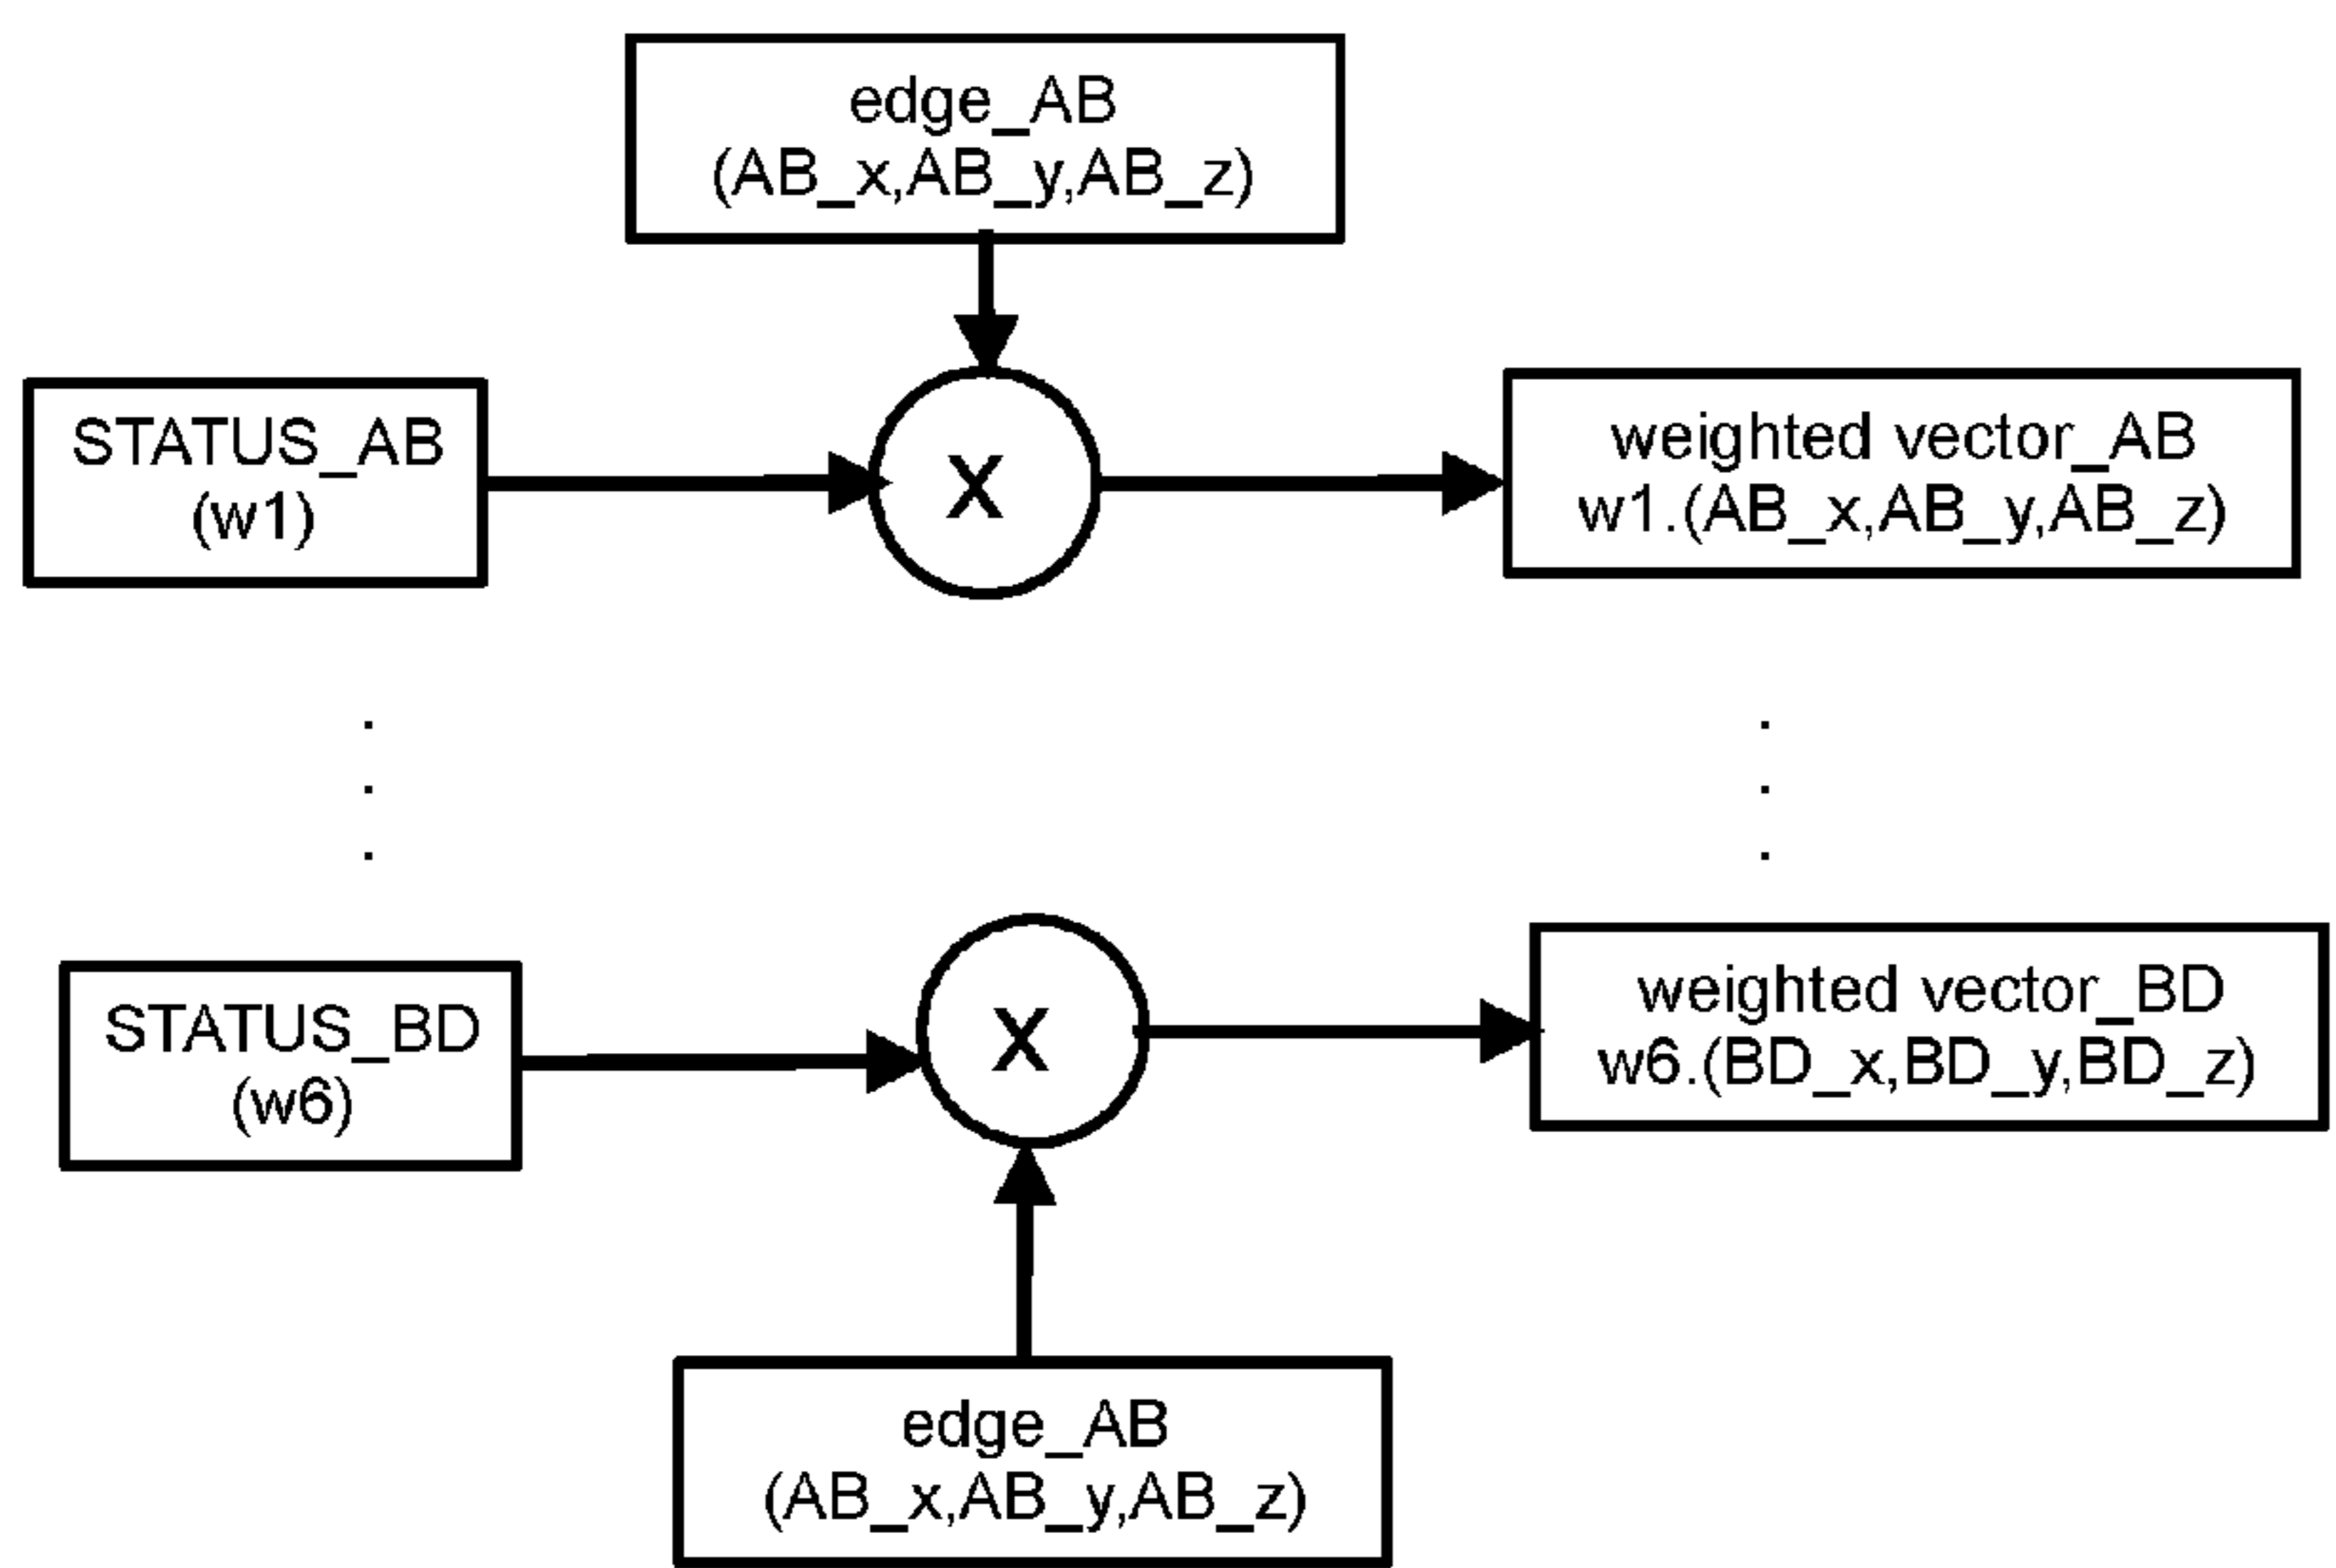 edge_AB
(AB_x,AB_y,AB_z)
STATUS_AB
(w1)
X
weighted vector_AB
w1.(AB_x,AB_y,AB_z)
.
.
.
.
.
.
STATUS_BD
(w6)
X
weighted vector_BD
w6.(BD_x,BD_y,BD_z)
edge_AB
(AB_x,AB_y,AB_z)